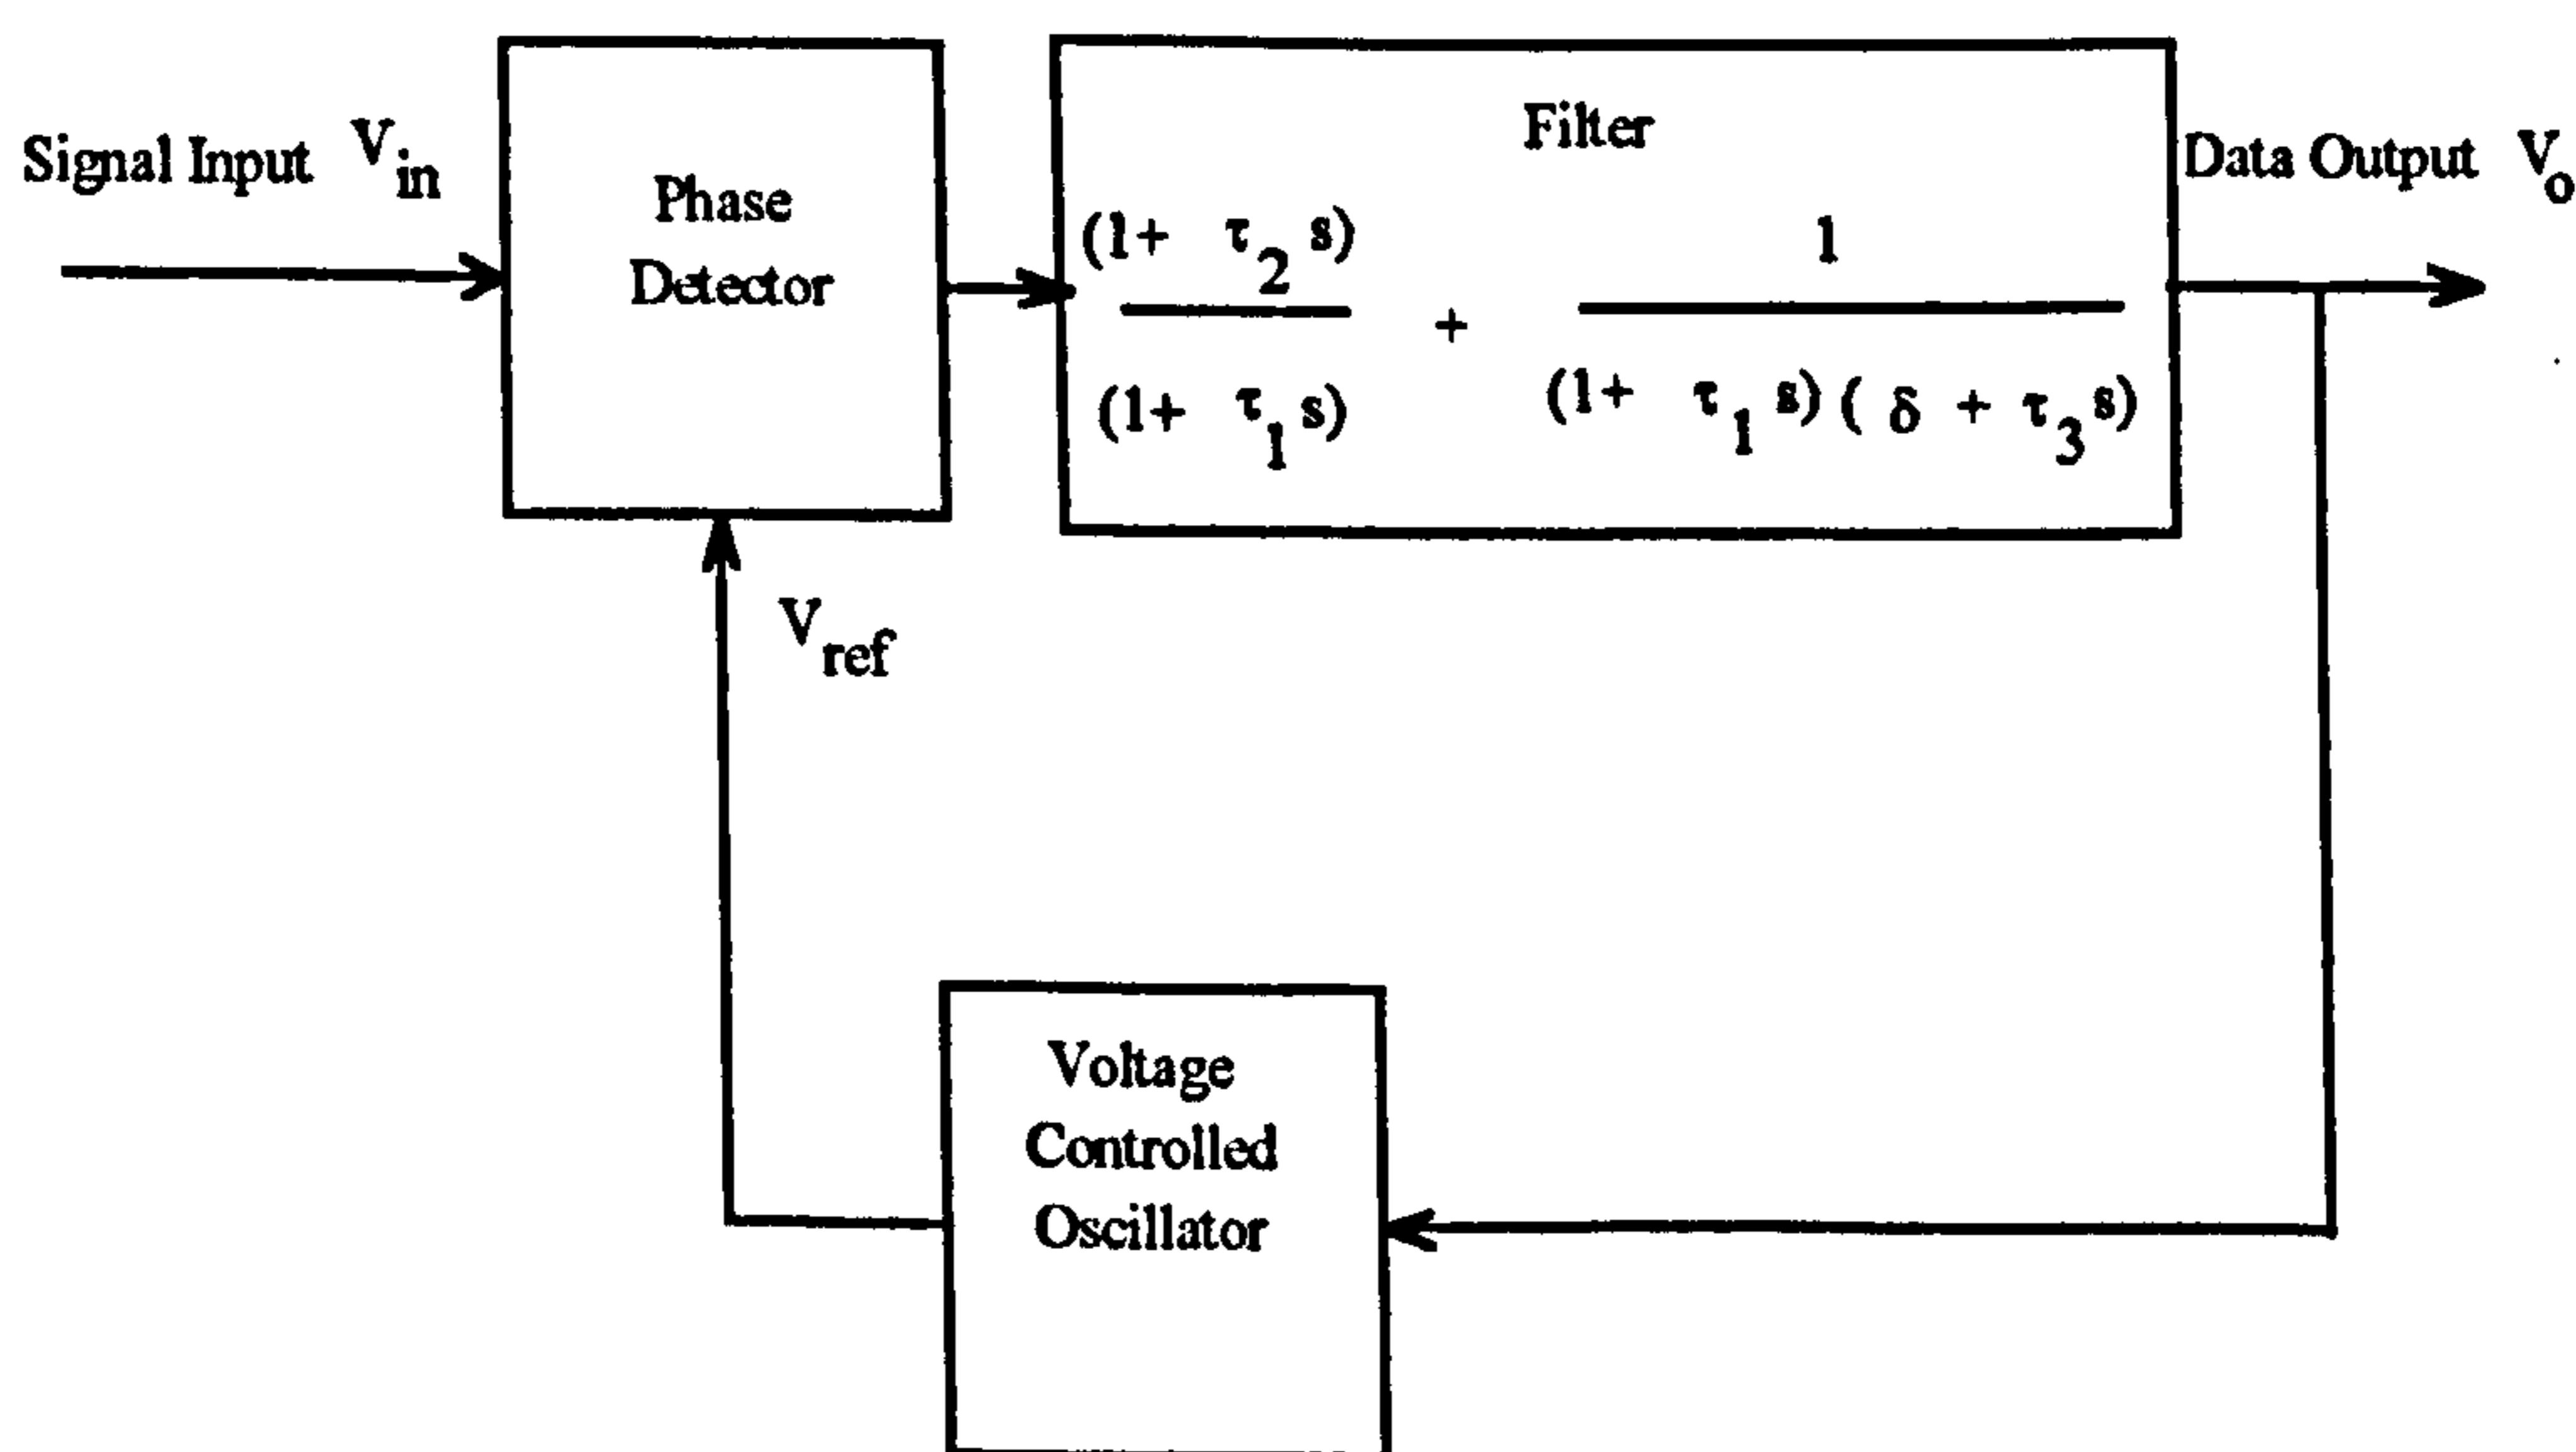 Signal Input V_in
Phase
Detector
Filter
(1+ τ_2 s)
(1+ τ_1 s)
+
1
(1+ τ_1 s) ( δ + τ_3 s)
Data Output V_o
V_ref
Voltage
Controlled
Oscillator